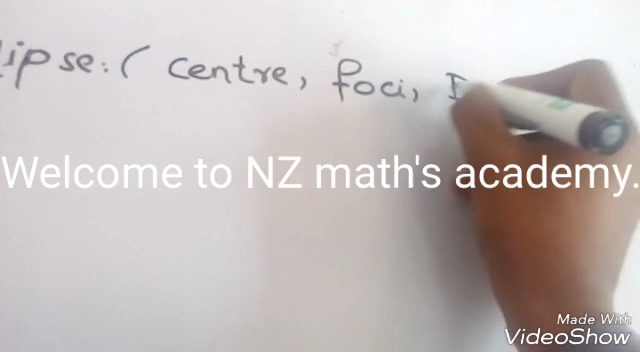 ipse:( centre, foci,
Welcome to NZ math's academy.
Made With
VideoShow